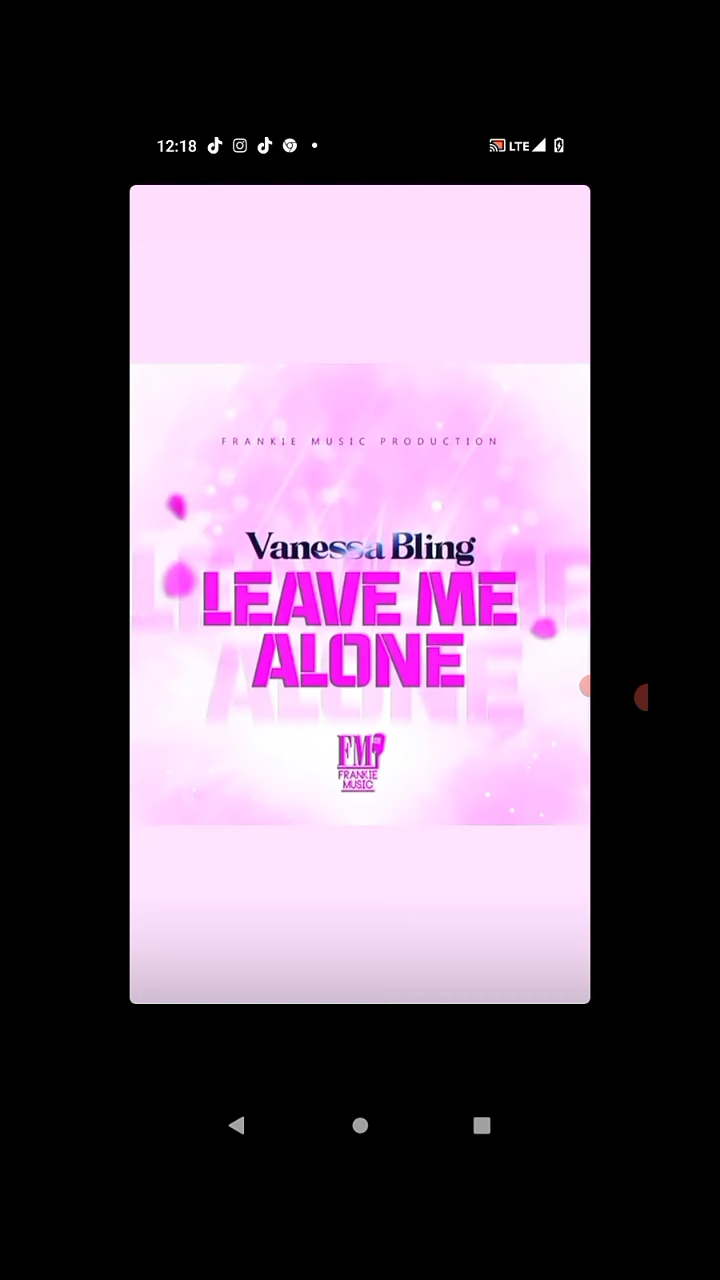 12:18 LTE
FRANKIE MUSIC PRODUCTION
Vanessa Bling
LEAVE ME
ALONE
FM
FRANKIE
MUSIC